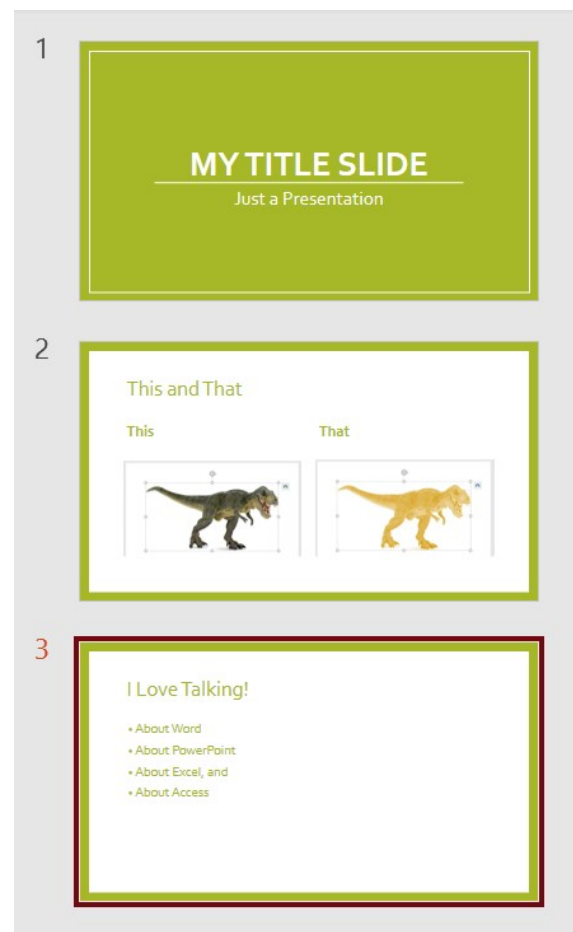 1
MY TITLE SLIDE
Just a Presentation
2
This and That
This That
3
I Love Talking!
• About Word
• About PowerPoint
• About Excel, and
• About Access